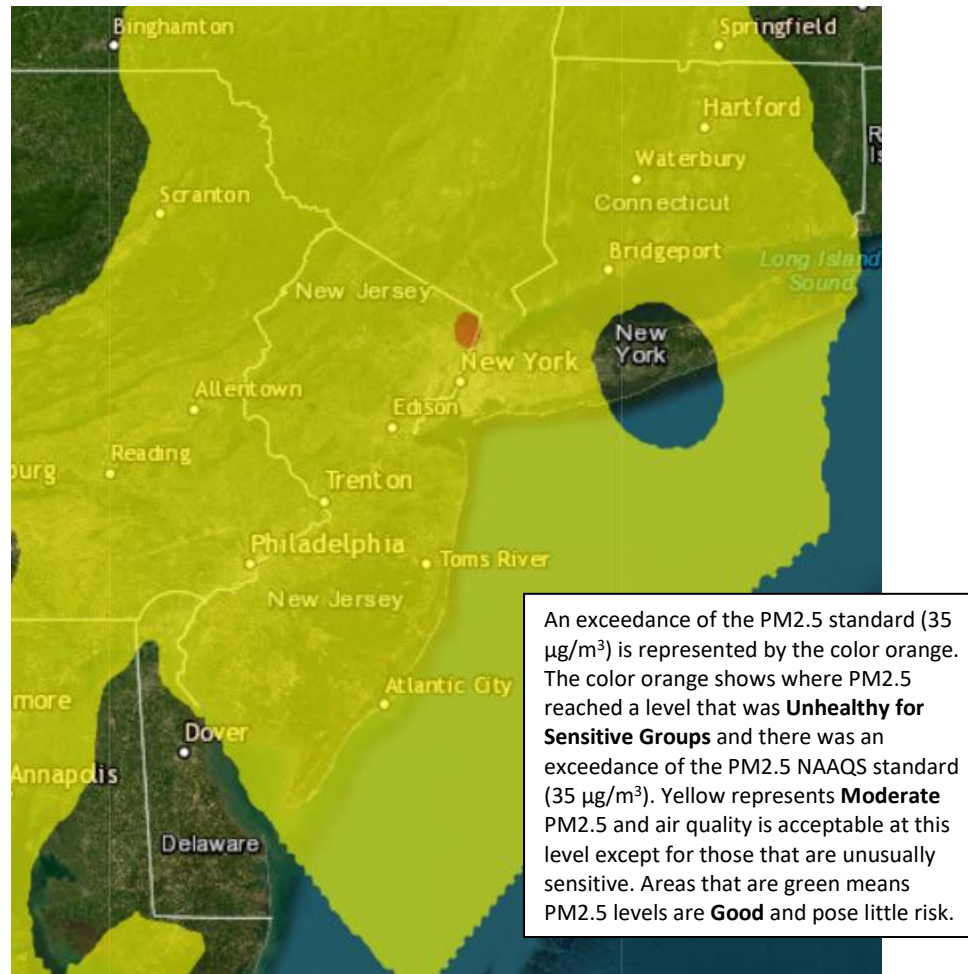 Binghamton
Springfield
Hartford
Waterbury
Scranton
Connecticut
Bridgeport
Long Island
Sound
New Jersey
New
York
New York
Allentown
Edison
Reading
burg
Trenton
Philadelphia
Toms River
New Jersey
An exceedance of the PM2.5 standard (35
µg/m³) is represented by the color orange.
The color orange shows where PM2.5
reached a level that was Unhealthy for
Sensitive Groups and there was an
exceedance of the PM2.5 NAAQS standard
(35 µg/m³). Yellow represents Moderate
PM2.5 and air quality is acceptable at this
level except for those that are unusually
sensitive. Areas that are green means
PM2.5 levels are Good and pose little risk.
more
Atlantic City
Dover
Annapolis
Delaware